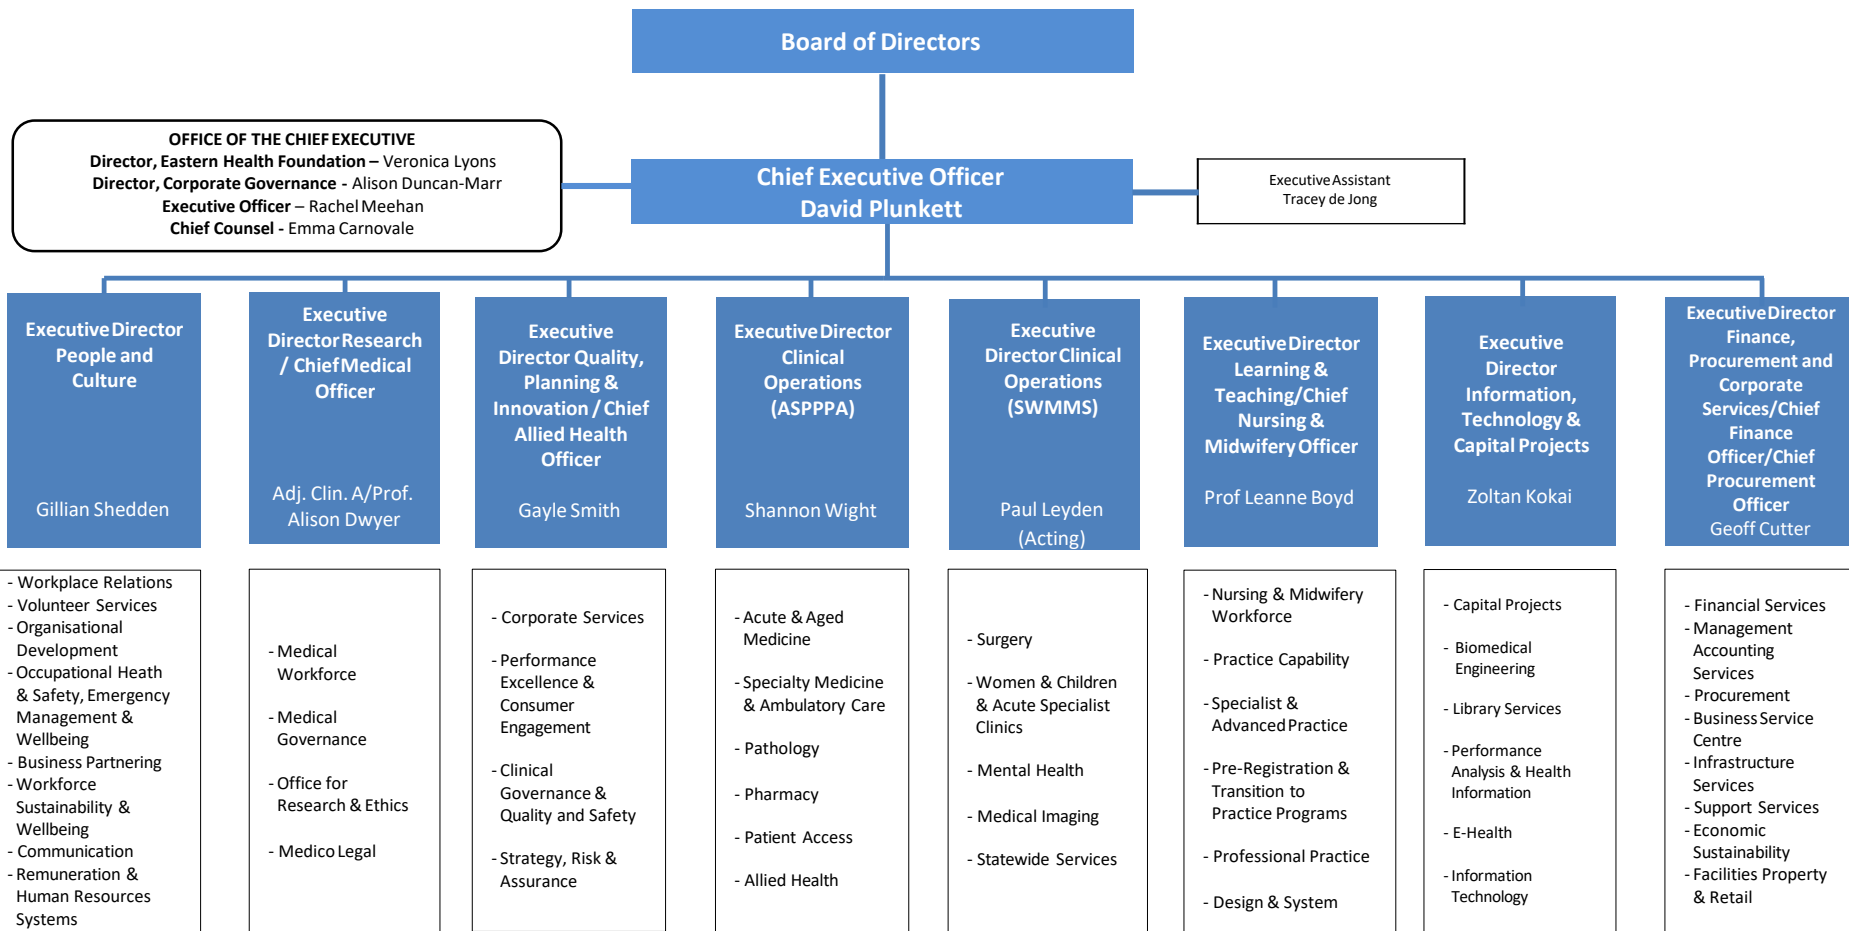 Board of Directors
OFFICE OF THE CHIEF EXECUTIVE
Director, Eastern Health Foundation – Veronica Lyons
Director, Corporate Governance - Alison Duncan-Marr
Executive Officer – Rachel Meehan
Chief Counsel - Emma Carnovale
Chief Executive Officer
David Plunkett
Executive Assistant
Tracey de Jong
Executive Director
People and
Culture
Gillian Shedden
Executive
Director Research
/ Chief Medical
Officer
Adj. Clin. A/Prof.
Alison Dwyer
Executive
Director Quality,
Planning &
Innovation / Chief
Allied Health
Officer
Gayle Smith
Executive Director
Clinical
Operations
(ASPPPA)
Shannon Wight
Executive
Director Clinical
Operations
(SWMMS)
Paul Leyden
(Acting)
Executive Director
Learning &
Teaching/Chief
Nursing &
Midwifery Officer
Prof Leanne Boyd
Executive
Director
Information,
Technology &
Capital Projects
Zoltan Kokai
Executive Director
Finance,
Procurement and
Corporate
Services/Chief
Finance
Officer/Chief
Procurement
Officer
Geoff Cutter
- Workplace Relations
- Volunteer Services
- Organisational
Development
- Occupational Heath
& Safety, Emergency
Management &
Wellbeing
- Business Partnering
- Workforce
Sustainability &
Wellbeing
- Communication
- Remuneration &
Human Resources
Systems
- Medical
Workforce
- Medical
Governance
- Office for
Research & Ethics
- Medico Legal
- Corporate Services
- Performance
Excellence &
Consumer
Engagement
- Clinical
Governance &
Quality and Safety
- Strategy, Risk &
Assurance
- Acute & Aged
Medicine
- Specialty Medicine
& Ambulatory Care
- Pathology
- Pharmacy
- Patient Access
- Allied Health
- Surgery
- Women & Children
& Acute Specialist
Clinics
- Mental Health
- Medical Imaging
- Statewide Services
- Nursing & Midwifery
Workforce
- Practice Capability
- Specialist &
Advanced Practice
- Pre-Registration &
Transition to
Practice Programs
- Professional Practice
- Design & System
- Capital Projects
- Biomedical
Engineering
- Library Services
- Performance
Analysis & Health
Information
- E-Health
- Information
Technology
- Financial Services
- Management
Accounting
Services
- Procurement
- Business Service
Centre
- Infrastructure
Services
- Support Services
- Economic
Sustainability
- Facilities Property
& Retail